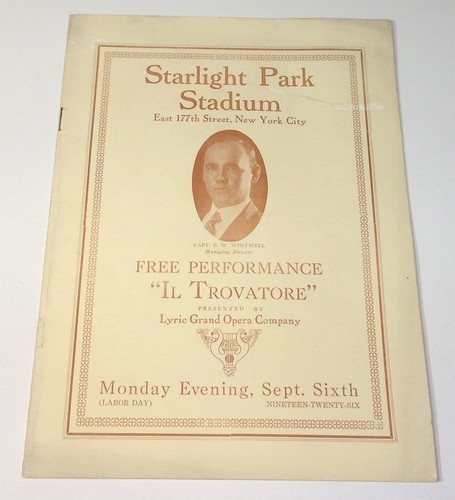 Starlight Park
Stadium
East 177th Street, New York City
CAPT. E. W. WHITWELL
Managing Director
FREE PERFORMANCE
"IL TROVATORE"
PRESENTED BY
Lyric Grand Opera Company
Monday Evening, Sept. Sixth
(LABOR DAY) NINETEEN-TWENTY-SIX